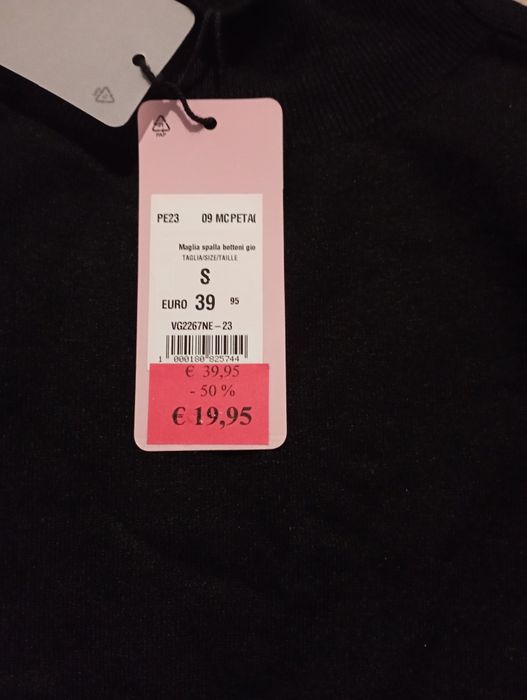 PAP
PE23 09 MCPETA
Maglia spalla bottoni gio
TAGLIA/SIZE/TAILLE
S
EURO 39 95
VG2267NE-23
1 000180 825744
€ 39,95
- 50 %
€ 19,95